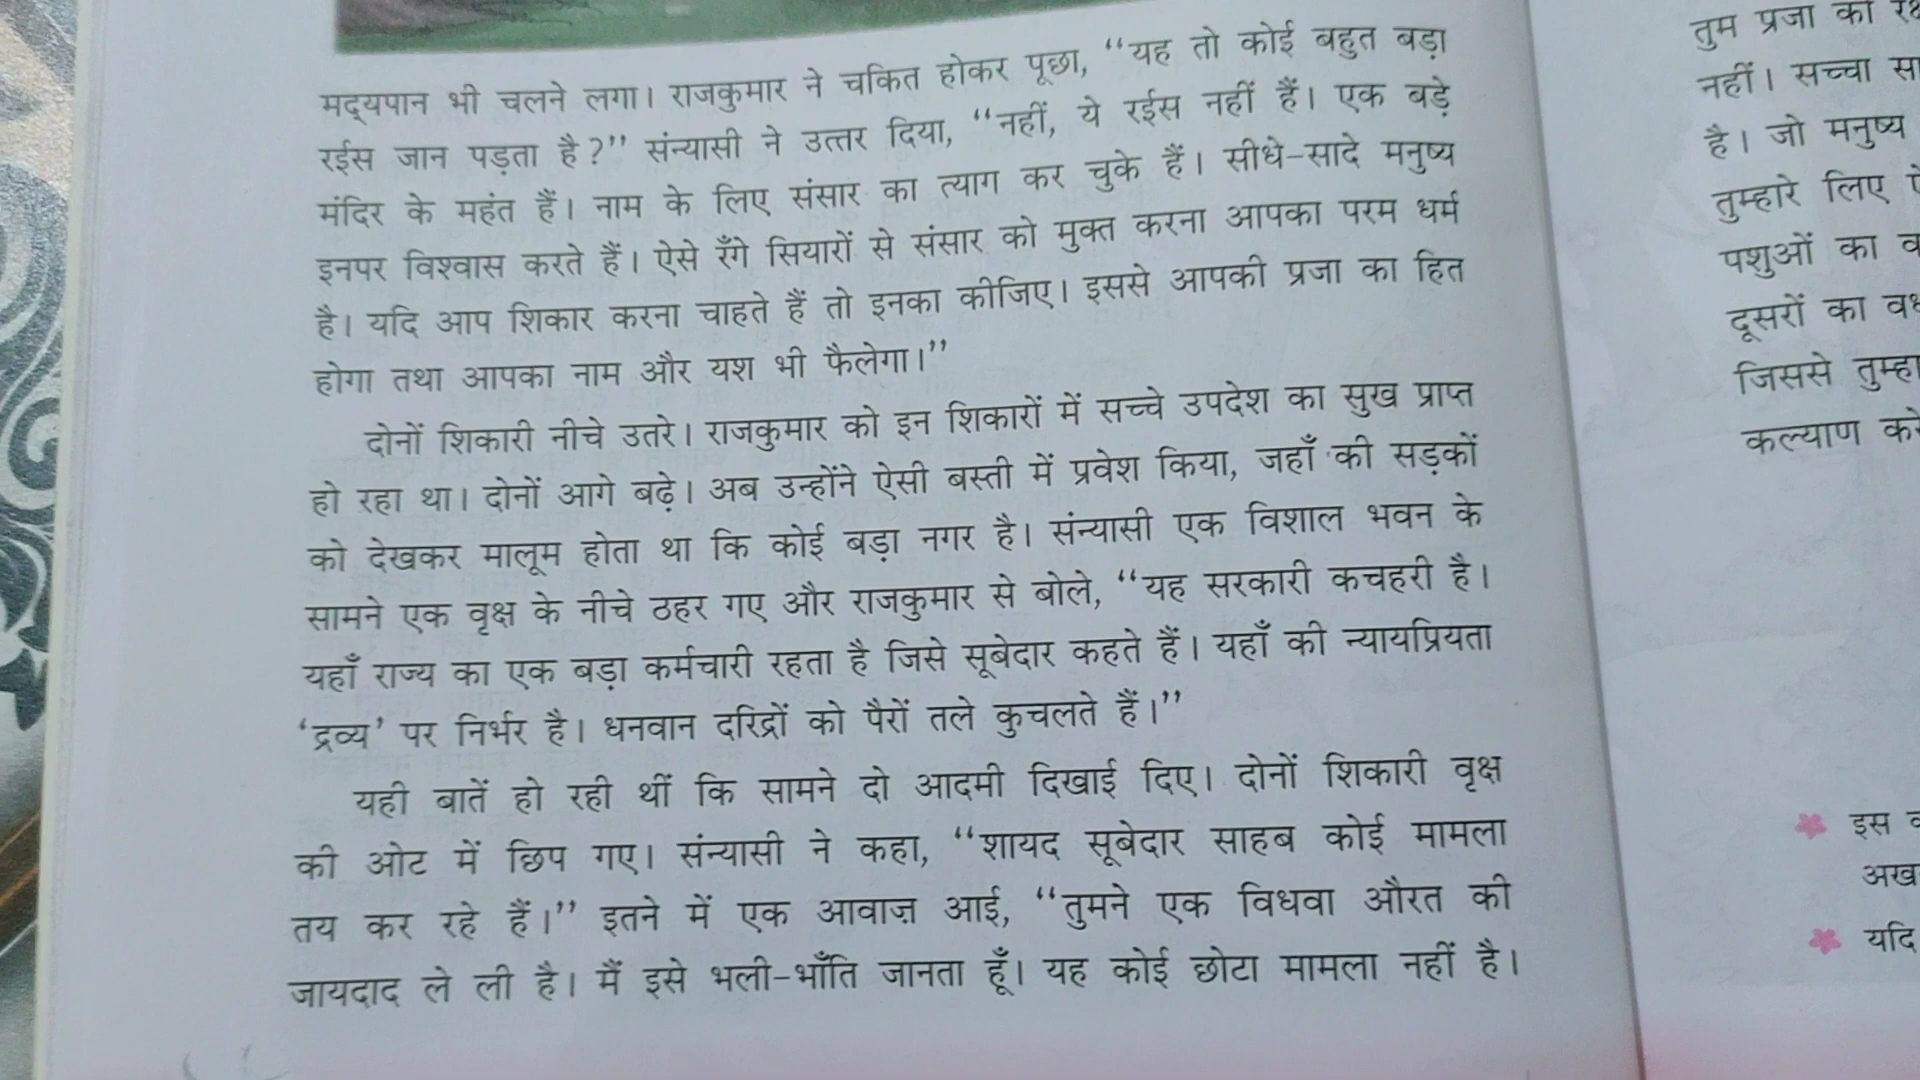 मद्यपान भी चलने लगा। राजकुमार ने चकित होकर पूछा, “यह तो कोई बहुत बड़ा
रईस जान पड़ता है?” संन्यासी ने उत्तर दिया, “नहीं, ये रईस नहीं हैं। एक बड़े
मंदिर के महंत हैं। नाम के लिए संसार का त्याग कर चुके हैं। सीधे-सादे मनुष्य
इनपर विश्वास करते हैं। ऐसे रँगे सियारों से संसार को मुक्त करना आपका परम धर्म
है। यदि आप शिकार करना चाहते हैं तो इनका कीजिए। इससे आपकी प्रजा का हित
होगा तथा आपका नाम और यश भी फैलेगा।”
दोनों शिकारी नीचे उतरे। राजकुमार को इन शिकारों में सच्चे उपदेश का सुख प्राप्त
हो रहा था। दोनों आगे बढ़े। अब उन्होंने ऐसी बस्ती में प्रवेश किया, जहाँ की सड़कों
को देखकर मालूम होता था कि कोई बड़ा नगर है। संन्यासी एक विशाल भवन के
सामने एक वृक्ष के नीचे ठहर गए और राजकुमार से बोले, “यह सरकारी कचहरी है।
यहाँ राज्य का एक बड़ा कर्मचारी रहता है जिसे सूबेदार कहते हैं। यहाँ की न्यायप्रियता
‘द्रव्य’ पर निर्भर है। धनवान दरिद्रों को पैरों तले कुचलते हैं।”
यही बातें हो रही थीं कि सामने दो आदमी दिखाई दिए। दोनों शिकारी वृक्ष
की ओट में छिप गए। संन्यासी ने कहा, “शायद सूबेदार साहब कोई मामला
तय कर रहे हैं।” इतने में एक आवाज़ आई, “तुमने एक विधवा औरत की
जायदाद ले ली है। मैं इसे भली-भाँति जानता हूँ। यह कोई छोटा मामला नहीं है।
तुम प्रजा की
नहीं। सच्चा
है। जो मनुष्य
तुम्हारे लिए
पशुओं का
दूसरों का
जिससे
कल्याण
इस
यदि